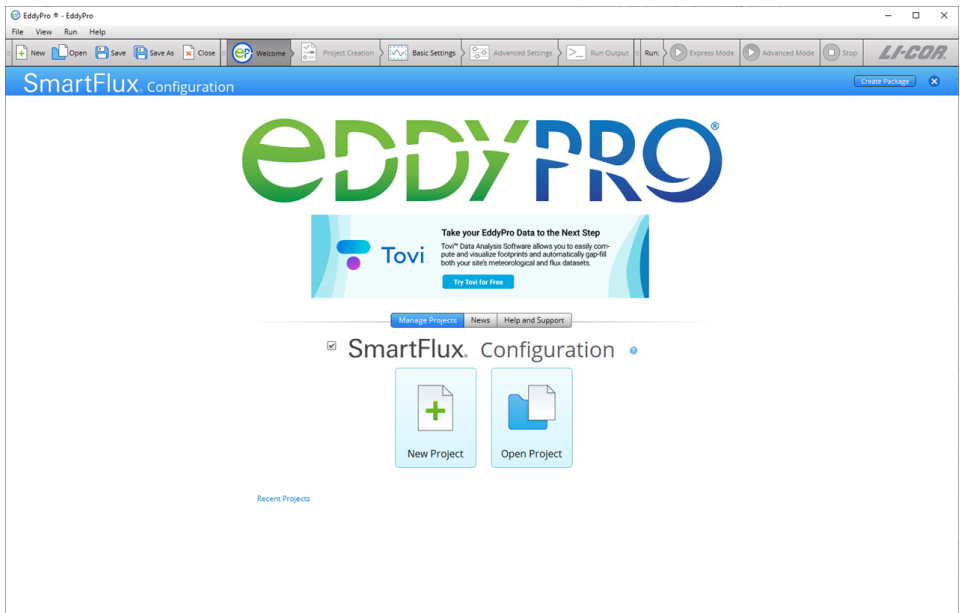 EddyPro ® - EddyPro
File View Run Help
New Open Save Save As Close eP Welcome Project Creation Basic Settings Advanced Settings Run Output Run: Express Mode Advanced Mode Stop LI-COR.
SmartFlux® Configuration Create Package
eDDYPRO®
Take your EddyPro Data to the Next Step
Tovi
Tovi™ Data Analysis Software allows you to easily com-
pute and visualize footprints and automatically gap-fill
both your site's meteorological and flux datasets.
Try Tovi for Free
Manage Projects News Help and Support
SmartFlux® Configuration ?
New Project Open Project
Recent Projects